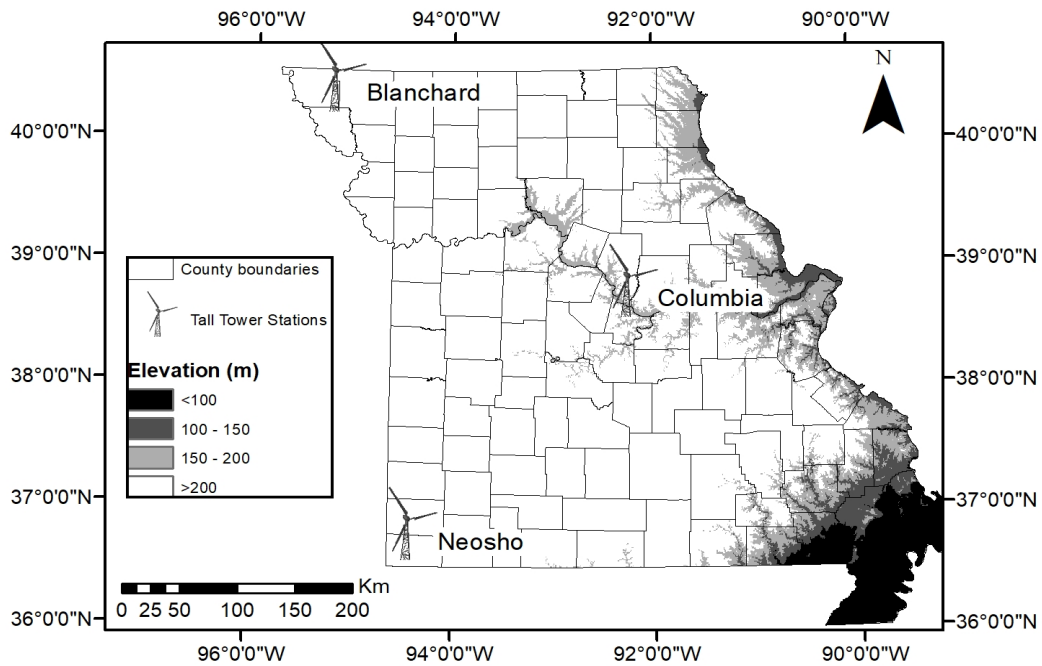 96°0'0"W 94°0'0"W 92°0'0"W 90°0'0"W
N
Blanchard
40°0'0"N 40°0'0"N
39°0'0"N 39°0'0"N
County boundaries
Columbia
Tall Tower Stations
38°0'0"N 38°0'0"N
Elevation (m)
<100
100 - 150
150 - 200
>200
37°0'0"N 37°0'0"N
Neosho
Km
0 25 50 100 150 200
36°0'0"N 36°0'0"N
96°0'0"W 94°0'0"W 92°0'0"W 90°0'0"W